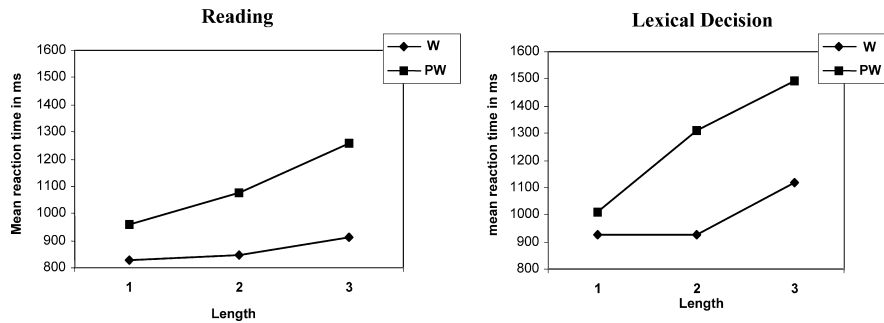 Reading
W
PW
Mean reaction time in ms
1600
1500
1400
1300
1200
1100
1000
900
800
1 2 3
Length
Lexical Decision
W
PW
mean reaction time in ms
1600
1500
1400
1300
1200
1100
1000
900
800
1 2 3
Length